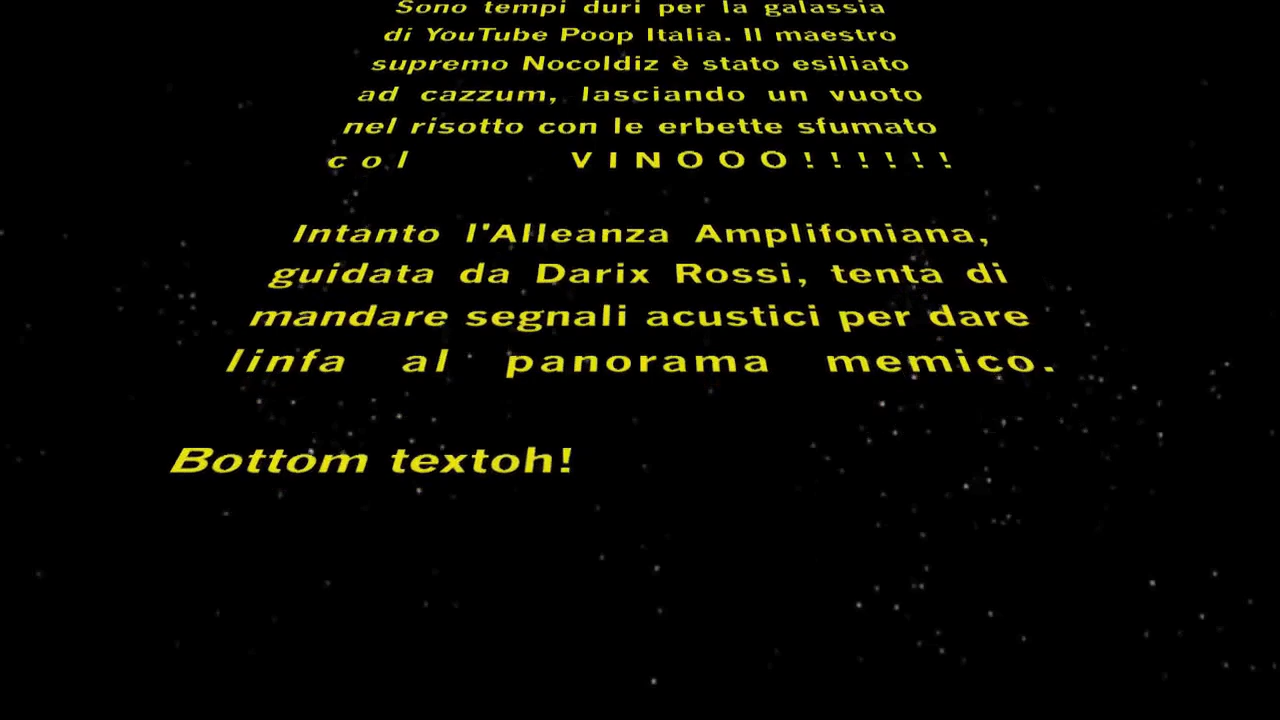 Sono tempi duri per la galassia
di YouTube Poop Italia. Il maestro
supremo Nocoldiz è stato esiliato
ad cazzum, lasciando un vuoto
nel risotto con le erbette sfumato
col VINOOO!!!!!!
Intanto l'Alleanza Amplifoniana,
guidata da Darix Rossi, tenta di
mandare segnali acustici per dare
linfa al panorama memico.
Bottom textoh!